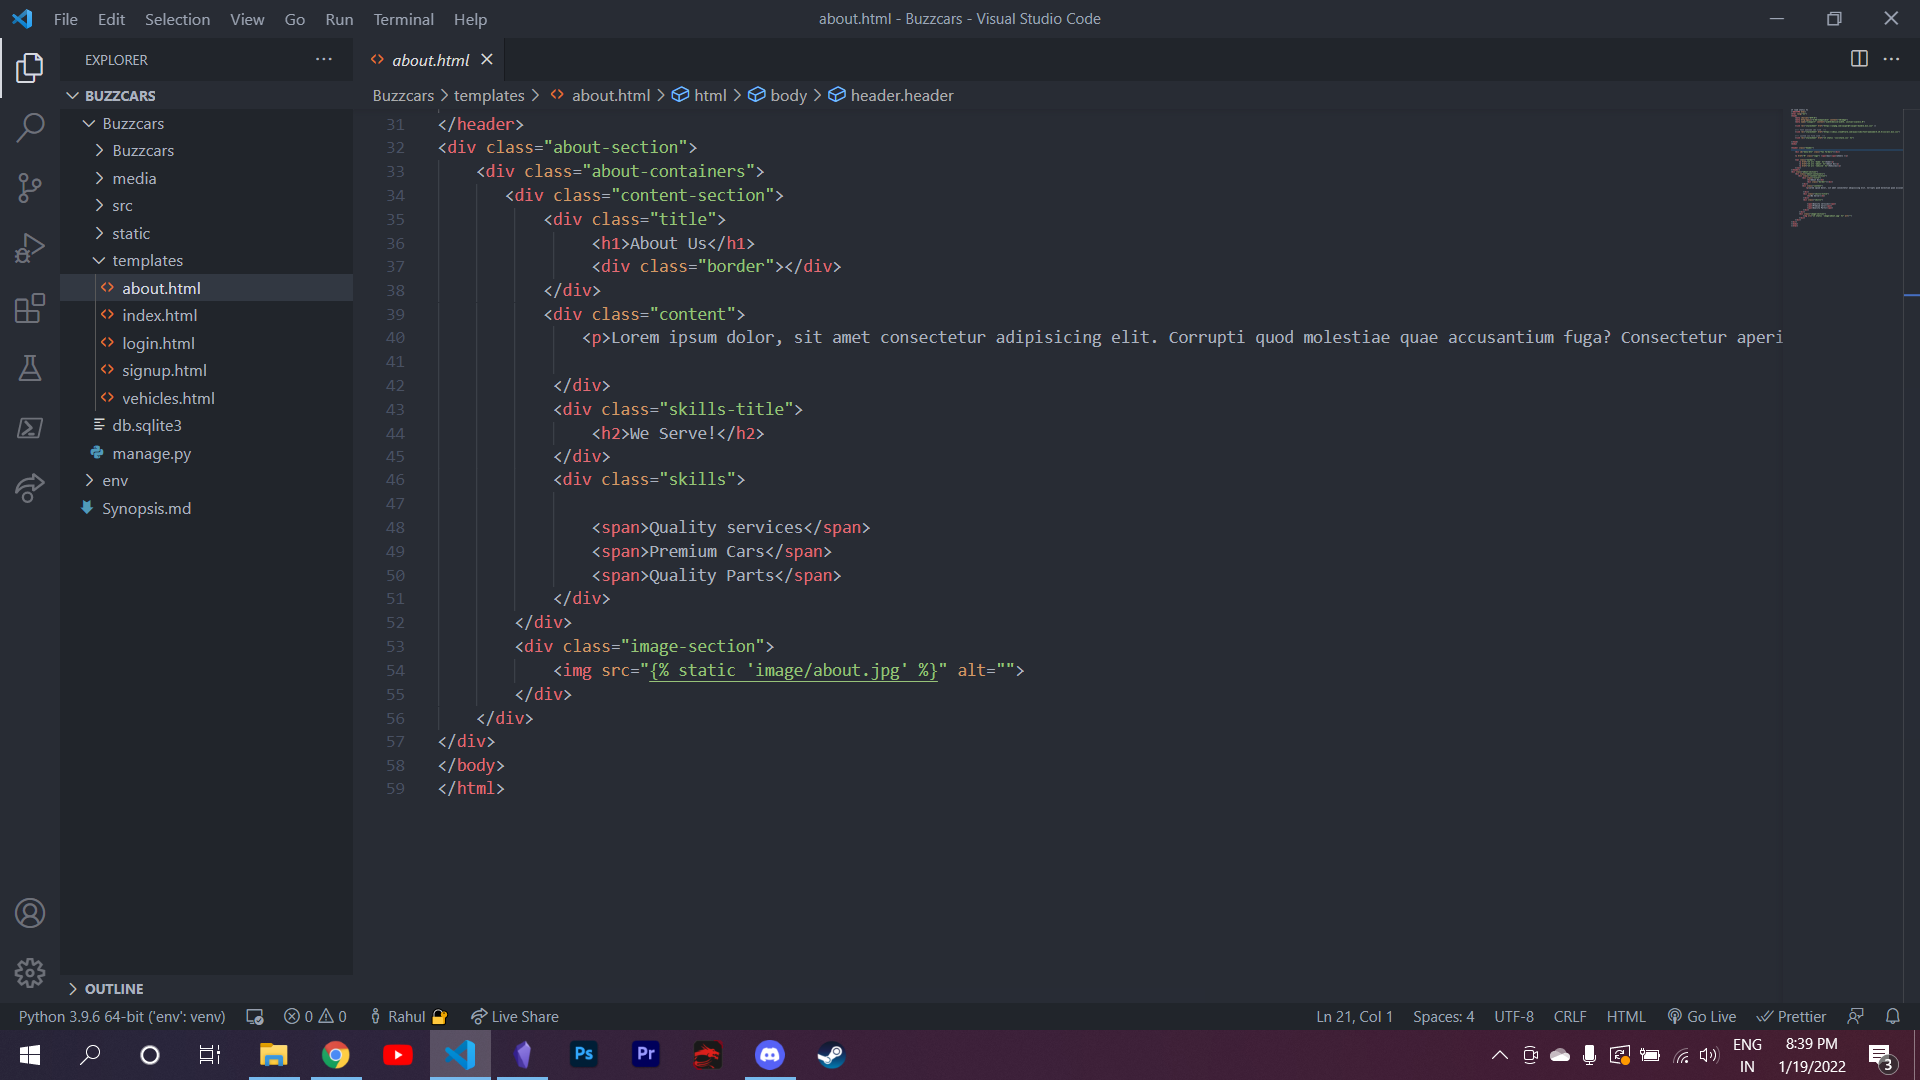 File Edit Selection View Go Run Terminal Help about.html - Buzzcars - Visual Studio Code
EXPLORER
about.html
BUZZCARS
Buzzcars
Buzzcars
media
src
static
templates
about.html
index.html
login.html
signup.html
vehicles.html
db.sqlite3
manage.py
env
Synopsis.md
OUTLINE
Buzzcars > templates > about.html > html > body > header.header
31 </header>
32 <div class="about-section">
33 <div class="about-containers">
34 <div class="content-section">
35 <div class="title">
36 <h1>About Us</h1>
37 <div class="border"></div>
38 </div>
39 <div class="content">
40 <p>Lorem ipsum dolor, sit amet consectetur adipisicing elit. Corrupti quod molestiae quae accusantium fuga? Consectetur aperi
41
42 </div>
43 <div class="skills-title">
44 <h2>We Serve!</h2>
45 </div>
46 <div class="skills">
47
48 <span>Quality services</span>
49 <span>Premium Cars</span>
50 <span>Quality Parts</span>
51 </div>
52 </div>
53 <div class="image-section">
54 <img src="{% static 'image/about.jpg' %}" alt="">
55 </div>
56 </div>
57 </div>
58 </body>
59 </html>
Python 3.9.6 64-bit ('env': venv) 0 0 Rahul Live Share Ln 21, Col 1 Spaces: 4 UTF-8 CRLF HTML Go Live Prettier
Ps Pr
ENG
IN
8:39 PM
1/19/2022
3